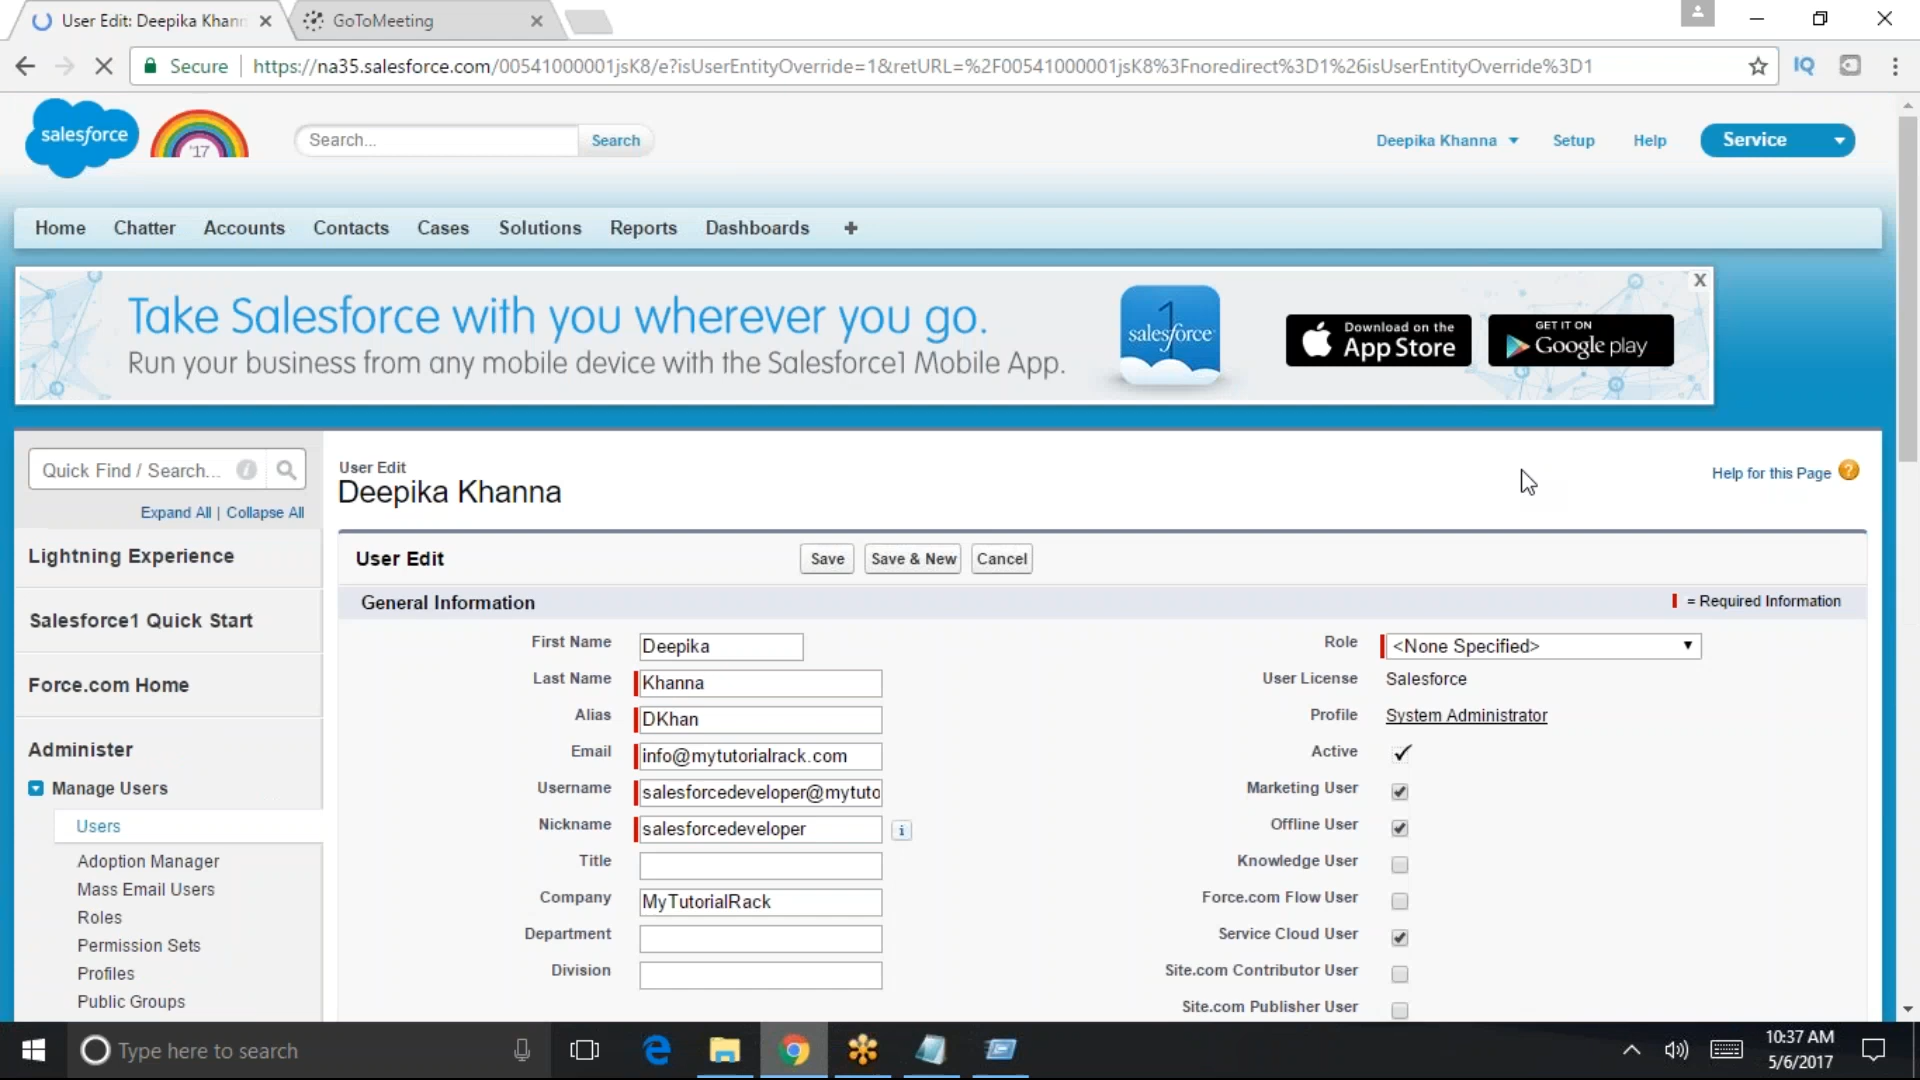 User Edit: Deepika Khann
GoToMeeting
Secure
https://na35.salesforce.com/00541000001jsK8/e?isUserEntityOverride=1&retURL=%2F00541000001jsK8%3Fnoredirect%3D1%26isUserEntityOverride%3D1
IQ
salesforce
'17
Search...
Search
Deepika Khanna
Setup
Help
Service
Home
Chatter
Accounts
Contacts
Cases
Solutions
Reports
Dashboards
Take Salesforce with you wherever you go.
Run your business from any mobile device with the Salesforce1 Mobile App.
1
salesforce
Download on the
App Store
GET IT ON
Google play
X
Quick Find / Search...
Expand All | Collapse All
Lightning Experience
Salesforce1 Quick Start
Force.com Home
Administer
Manage Users
Users
Adoption Manager
Mass Email Users
Roles
Permission Sets
Profiles
Public Groups
User Edit
Deepika Khanna
Help for this Page
User Edit
Save
Save & New
Cancel
General Information
= Required Information
First Name Deepika
Last Name Khanna
Alias DKhan
Email info@mytutorialrack.com
Username salesforcedeveloper@mytuto
Nickname salesforcedeveloper
Title
Company MyTutorialRack
Department
Division
Role <None Specified>
User License Salesforce
Profile System Administrator
Active
Marketing User
Offline User
Knowledge User
Force.com Flow User
Service Cloud User
Site.com Contributor User
Site.com Publisher User
Type here to search
10:37 AM
5/6/2017